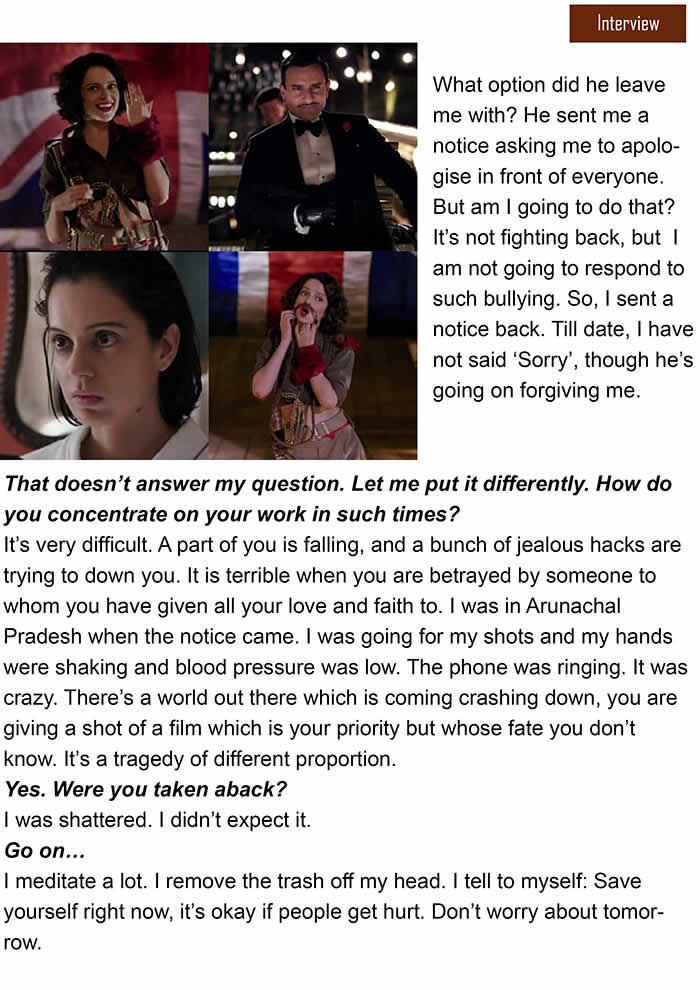 Interview
What option did he leave
me with? He sent me a
notice asking me to apolo-
gise in front of everyone.
But am I going to do that?
It’s not fighting back, but  I
am not going to respond to
such bullying. So, I sent a
notice back. Till date, I have
not said ‘Sorry’, though he’s
going on forgiving me.
That doesn’t answer my question. Let me put it differently. How do
you concentrate on your work in such times?
It’s very difficult. A part of you is falling, and a bunch of jealous hacks are
trying to down you. It is terrible when you are betrayed by someone to
whom you have given all your love and faith to. I was in Arunachal
Pradesh when the notice came. I was going for my shots and my hands
were shaking and blood pressure was low. The phone was ringing. It was
crazy. There’s a world out there which is coming crashing down, you are
giving a shot of a film which is your priority but whose fate you don’t
know. It’s a tragedy of different proportion.
Yes. Were you taken aback?
I was shattered. I didn’t expect it.
Go on…
I meditate a lot. I remove the trash off my head. I tell to myself: Save
yourself right now, it’s okay if people get hurt. Don’t worry about tomor-
row.